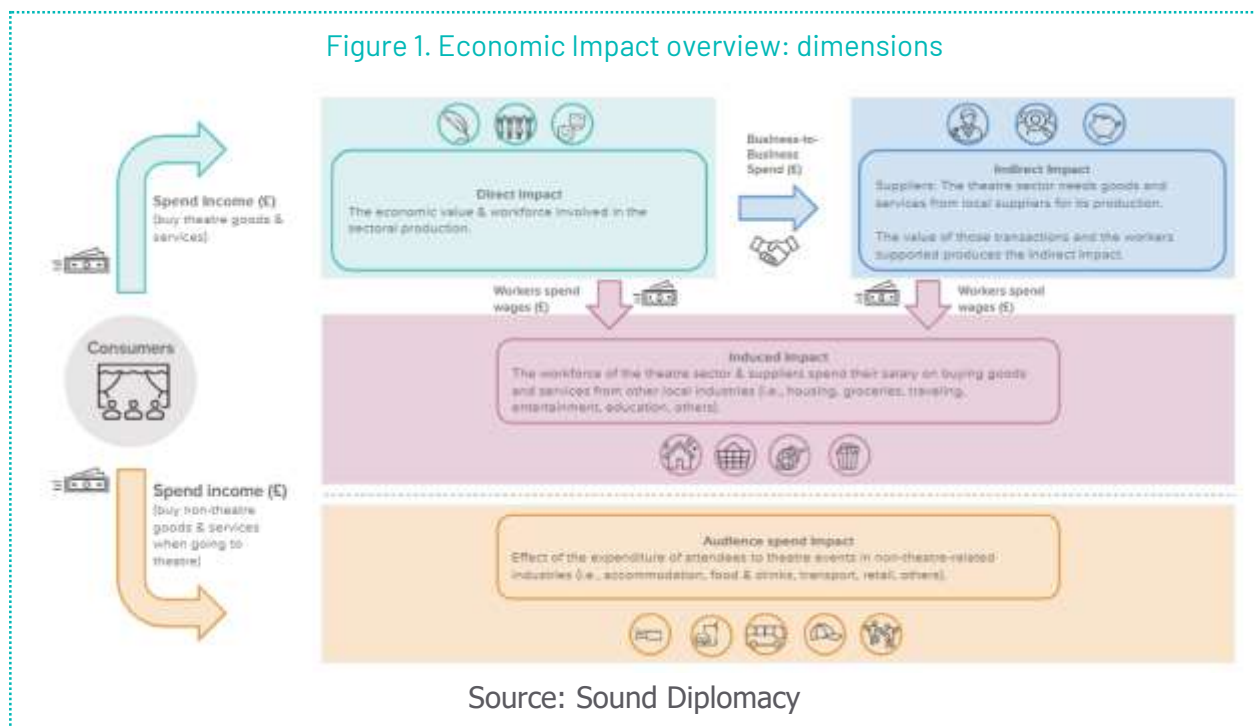 Figure 1. Economic Impact overview: dimensions
Spend Income (£)
(buy theatre goods &
services)
Direct Impact
The economic value & workforce involved in the
sectoral production.
Business-to-
Business
Spend (£)
Indirect Impact
Suppliers: The theatre sector needs goods and
services from local suppliers for its production.
The value of those transactions and the workers
supported produces the indirect impact.
Workers spend
wages (£)
Workers spend
wages (£)
Consumers
Induced Impact
The workforce of the theatre sector & suppliers spend their salary on buying goods
and services from other local industries (i.e., housing, groceries, traveling,
entertainment, education, others).
Spend income (£)
(buy non-theatre
goods & services
when going to
theatre)
Audience spend impact
Effect of the expenditure of attendees to theatre events in non-theatre-related
industries (i.e., accommodation, food & drinks, transport, retail, others).
Source: Sound Diplomacy